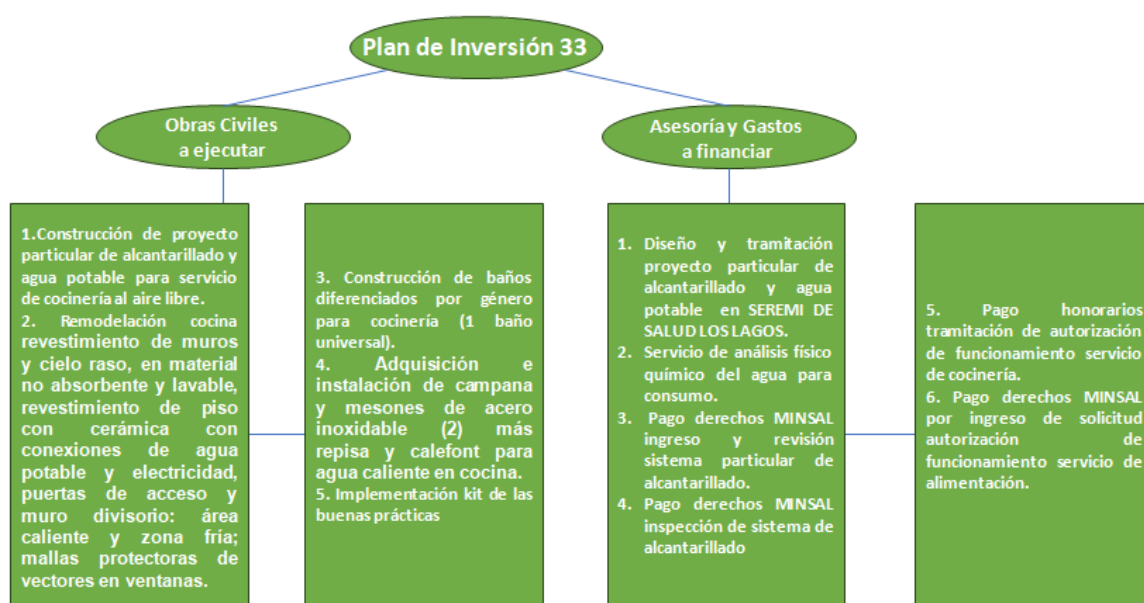 Plan de Inversión 33
Obras Civiles
a ejecutar
Asesoría y Gastos
a financiar
1.Construcción de proyecto
particular de alcantarillado y
agua potable para servicio
de cocinería al aire libre.
2. Remodelación cocina
revestimiento de muros
y cielo raso, en material
no absorbente y lavable,
revestimiento de piso
con cerámica con
conexiones de agua
potable y electricidad,
puertas de acceso y
muro divisorio: área
caliente y zona fría;
mallas protectoras de
vectores en ventanas.
3. Construcción de baños
diferenciados por género
para cocinería (1 baño
universal).
4. Adquisición e
instalación de campana
y mesones de acero
inoxidable (2) más
repisa y calefont para
agua caliente en cocina.
5. Implementación kit de las
buenas prácticas
1. Diseño y tramitación
proyecto particular de
alcantarillado y agua
potable en SEREMI DE
SALUD LOS LAGOS.
2. Servicio de análisis físico
químico del agua para
consumo.
3. Pago derechos MINSAL
ingreso y revisión
sistema particular de
alcantarillado.
4. Pago derechos MINSAL
inspección de sistema de
alcantarillado
5. Pago honorarios
tramitación de autorización
de funcionamiento servicio
de cocinería.
6. Pago derechos MINSAL
por ingreso de solicitud
autorización de
funcionamiento servicio de
alimentación.